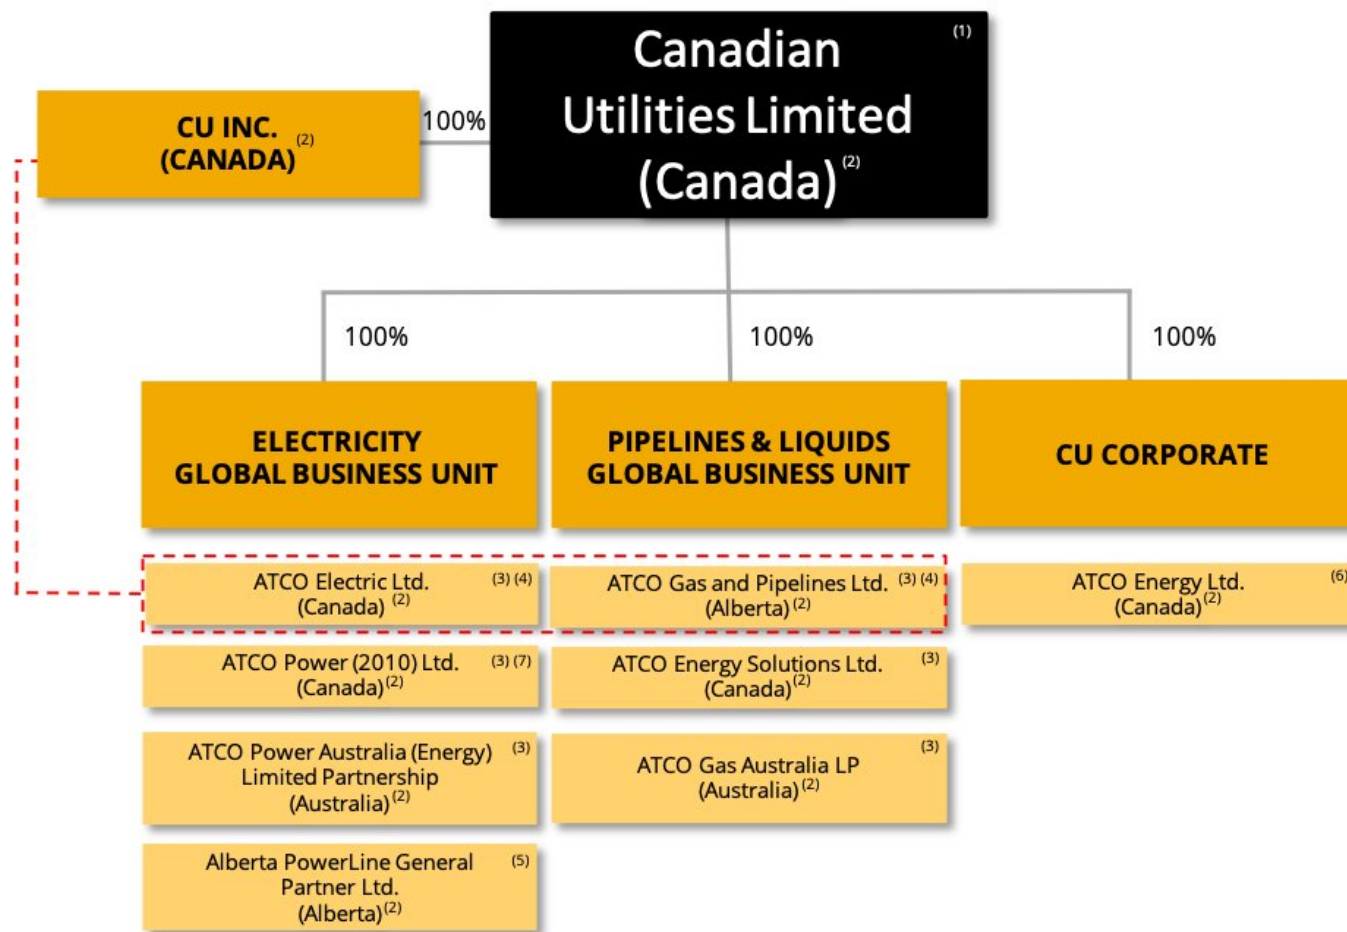 Canadian (1)
Utilities Limited
(Canada) (2)
CU INC.
(CANADA) (2)
100%
100%
100%
100%
ELECTRICITY
GLOBAL BUSINESS UNIT
PIPELINES & LIQUIDS
GLOBAL BUSINESS UNIT
CU CORPORATE
ATCO Electric Ltd. (3) (4)
(Canada) (2)
ATCO Gas and Pipelines Ltd. (3) (4)
(Alberta) (2)
ATCO Energy Ltd. (6)
(Canada) (2)
ATCO Power (2010) Ltd. (3) (7)
(Canada) (2)
ATCO Energy Solutions Ltd. (3)
(Canada) (2)
ATCO Power Australia (Energy) (3)
Limited Partnership
(Australia) (2)
ATCO Gas Australia LP (3)
(Australia) (2)
Alberta PowerLine General (5)
Partner Ltd.
(Alberta) (2)